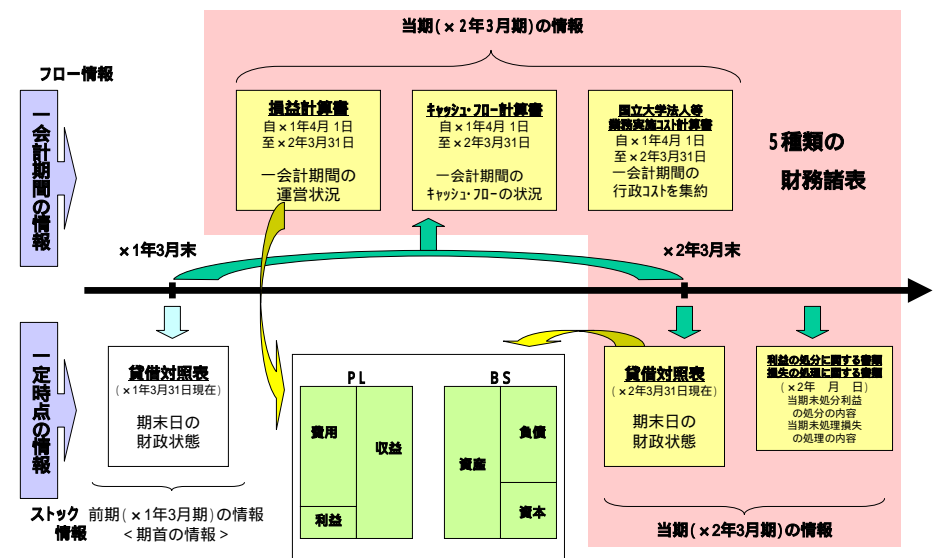 当期(×2年3月期)の情報
フロー情報
一会計期間の情報
損益計算書
自×1年4月 1日
至×2年3月31日
一会計期間の
運営状況
キャッシュ・フロー計算書
自×1年4月 1日
至×2年3月31日
一会計期間の
キャッシュ・フローの状況
国立大学法人等
業務実施コスト計算書
自×1年4月 1日
至×2年3月31日
一会計期間の
行政コストを集約
5種類の
財務諸表
×1年3月末
×2年3月末
一定時点の情報
貸借対照表
(×1年3月31日現在)
期末日の
財政状態
PL
費用
収益
利益
BS
資産
負債
資本
貸借対照表
(×2年3月31日現在)
期末日の
財政状態
利益の処分に関する書類
損失の処理に関する書類
(×2年 月 日)
当期未処分利益
の処分の内容
当期未処理損失
の処理の内容
ストック
情報
前期(×1年3月期)の情報
<期首の情報>
当期(×2年3月期)の情報